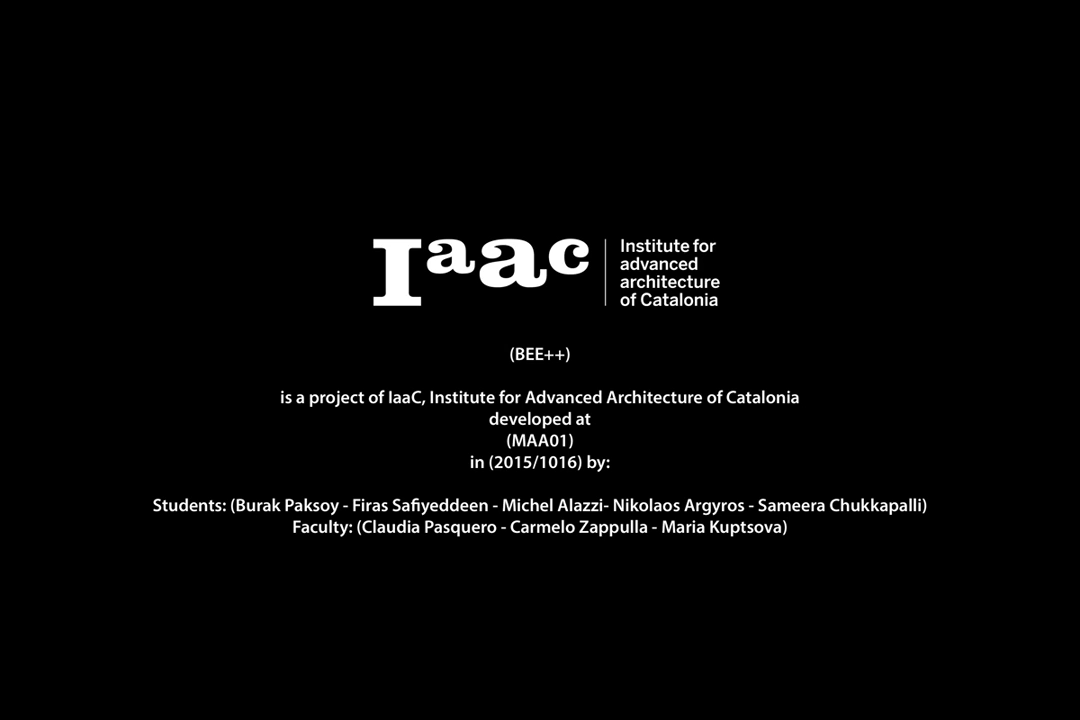 Iaac
Institute for
advanced
architecture
of Catalonia
(BEE++)
is a project of IaaC, Institute for Advanced Architecture of Catalonia
developed at
(MAA01)
in (2015/1016) by:
Students: (Burak Paksoy - Firas Safiyeddeen - Michel Alazzi- Nikolaos Argyros - Sameera Chukkapalli)
Faculty: (Claudia Pasquero - Carmelo Zappulla - Maria Kuptsova)